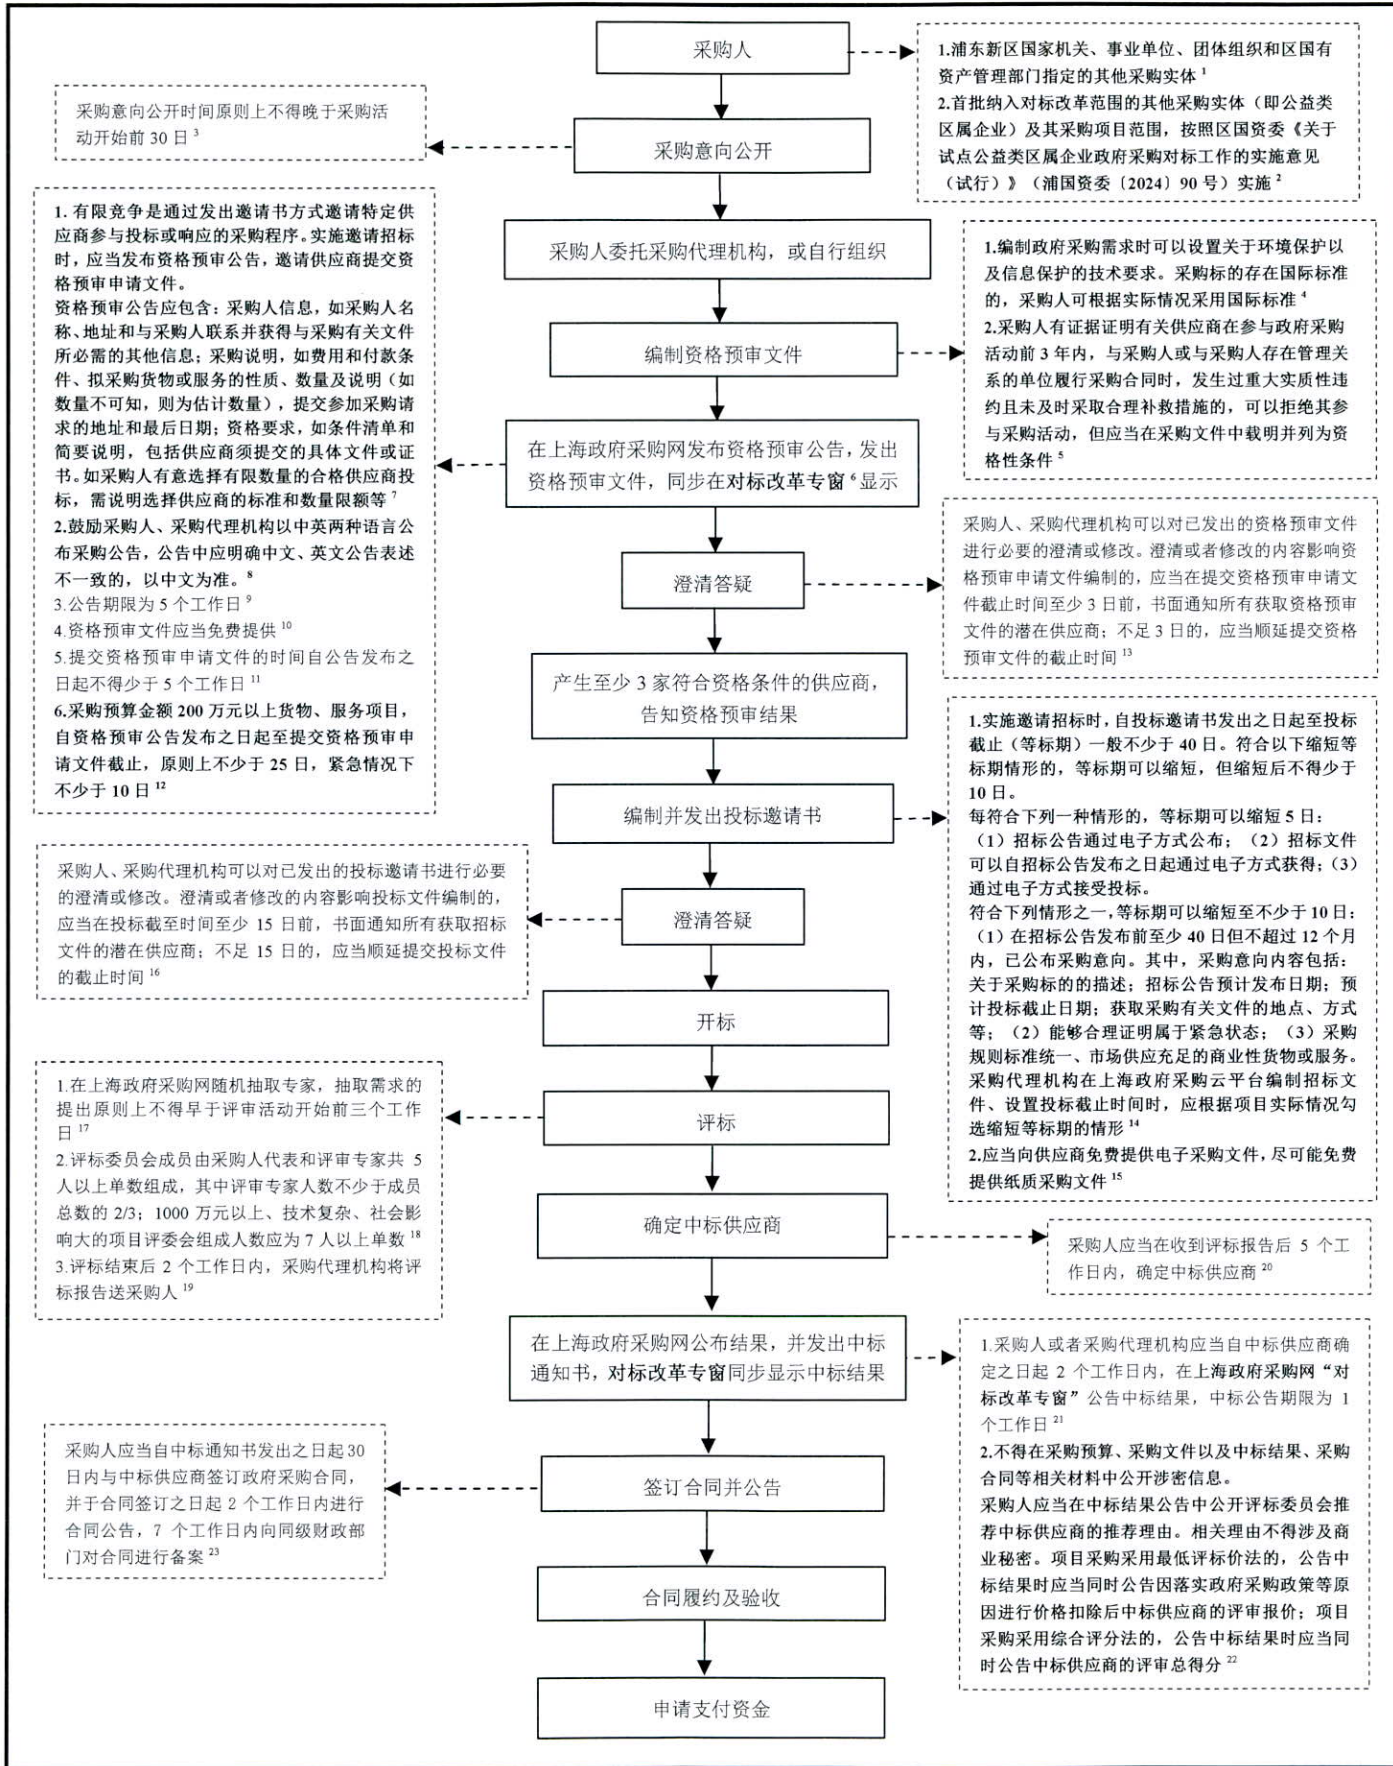 采购人
1.浦东新区国家机关、事业单位、团体组织和区国有
资产管理部门指定的其他采购实体 1
2.首批纳入对标改革范围的其他采购实体（即公益类
区属企业）及其采购项目范围，按照区国资委《关于
试点公益类区属企业政府采购对标工作的实施意见
（试行）》（浦国资委〔2024〕90 号）实施 2
采购意向公开时间原则上不得晚于采购活
动开始前 30 日 3
采购意向公开
采购人委托采购代理机构，或自行组织
编制资格预审文件
1.编制政府采购需求时可以设置关于环境保护以
及信息保护的技术要求。采购标的存在国际标准
的，采购人可根据实际情况采用国际标准 4
2.采购人有证据证明有关供应商在参与政府采购
活动前 3 年内，与采购人或与采购人存在管理关
系的单位履行采购合同时，发生过重大实质性违
约且未及时采取合理补救措施的，可以拒绝其参
与采购活动，但应当在采购文件中载明并列为资
格性条件 5
在上海政府采购网发布资格预审公告，发出
资格预审文件，同步在对标改革专窗 6 显示
1. 有限竞争是通过发出邀请书方式邀请特定供
应商参与投标或响应的采购程序。实施邀请招标
时，应当发布资格预审公告，邀请供应商提交资
格预审申请文件。
资格预审公告应包含：采购人信息，如采购人名
称、地址和与采购人联系并获得与采购有关文件
所必需的其他信息；采购说明，如费用和付款条
件、拟采购货物或服务的性质、数量及说明（如
数量不可知，则为估计数量），提交参加采购请
求的地址和最后日期；资格要求，如条件清单和
简要说明，包括供应商须提交的具体文件或证
书。如采购人有意选择有限数量的合格供应商投
标，需说明选择供应商的标准和数量限额等 7
2.鼓励采购人、采购代理机构以中英两种语言公
布采购公告，公告中应明确中文、英文公告表述
不一致的，以中文为准。8
3.公告期限为 5 个工作日 9
4.资格预审文件应当免费提供 10
5.提交资格预审申请文件的时间自公告发布之
日起不得少于 5 个工作日 11
6.采购预算金额 200 万元以上货物、服务项目，
自资格预审公告发布之日起至提交资格预审申
请文件截止，原则上不少于 25 日，紧急情况下
不少于 10 日 12
澄清答疑
采购人、采购代理机构可以对已发出的资格预审文件
进行必要的澄清或修改。澄清或者修改的内容影响资
格预审申请文件编制的，应当在提交资格预审申请文
件截止时间至少 3 日前，书面通知所有获取资格预审
文件的潜在供应商；不足 3 日的，应当顺延提交资格
预审文件的截止时间 13
产生至少 3 家符合资格条件的供应商，
告知资格预审结果
编制并发出投标邀请书
1.实施邀请招标时，自投标邀请书发出之日起至投标
截止（等标期）一般不少于 40 日。符合以下缩短等
标期情形的，等标期可以缩短，但缩短后不得少于
10 日。
每符合下列一种情形的，等标期可以缩短 5 日：
（1）招标公告通过电子方式公布；（2）招标文件
可以自招标公告发布之日起通过电子方式获得；（3）
通过电子方式接受投标。
符合下列情形之一，等标期可以缩短至不少于 10 日：
（1）在招标公告发布前至少 40 日但不超过 12 个月
内，已公布采购意向。其中，采购意向内容包括：
关于采购标的的描述；招标公告预计发布日期；预
计投标截止日期；获取采购有关文件的地点、方式
等；（2）能够合理证明属于紧急状态；（3）采购
规则标准统一、市场供应充足的商业性货物或服务。
采购代理机构在上海政府采购云平台编制招标文
件、设置投标截止时间时，应根据项目实际情况勾
选缩短等标期的情形 14
2.应当向供应商免费提供电子采购文件，尽可能免费
提供纸质采购文件 15
采购人、采购代理机构可以对已发出的投标邀请书进行必要
的澄清或修改。澄清或者修改的内容影响投标文件编制的，
应当在投标截至时间至少 15 日前，书面通知所有获取招标
文件的潜在供应商；不足 15 日的，应当顺延提交投标文件
的截止时间 16
澄清答疑
开标
评标
1.在上海政府采购网随机抽取专家，抽取需求的
提出原则上不得早于评审活动开始前三个工作
日 17
2.评标委员会成员由采购人代表和评审专家共 5
人以上单数组成，其中评审专家人数不少于成员
总数的 2/3；1000 万元以上、技术复杂、社会影
响大的项目评委会组成人数应为 7 人以上单数 18
3.评标结束后 2 个工作日内，采购代理机构将评
标报告送采购人 19
确定中标供应商
采购人应当在收到评标报告后 5 个工
作日内，确定中标供应商 20
在上海政府采购网公布结果，并发出中标
通知书，对标改革专窗同步显示中标结果
1.采购人或者采购代理机构应当自中标供应商确
定之日起 2 个工作日内，在上海政府采购网“对
标改革专窗”公告中标结果，中标公告期限为 1
个工作日 21
2.不得在采购预算、采购文件以及中标结果、采购
合同等相关材料中公开涉密信息。
采购人应当在中标结果公告中公开评标委员会推
荐中标供应商的推荐理由。相关理由不得涉及商
业秘密。项目采购采用最低评标价法的，公告中
标结果时应当同时公告因落实政府采购政策等原
因进行价格扣除后中标供应商的评审报价；项目
采购采用综合评分法的，公告中标结果时应当同
时公告中标供应商的评审总得分 22
采购人应当自中标通知书发出之日起 30
日内与中标供应商签订政府采购合同，
并于合同签订之日起 2 个工作日内进行
合同公告，7 个工作日内向同级财政部
门对合同进行备案 23
签订合同并公告
合同履约及验收
申请支付资金